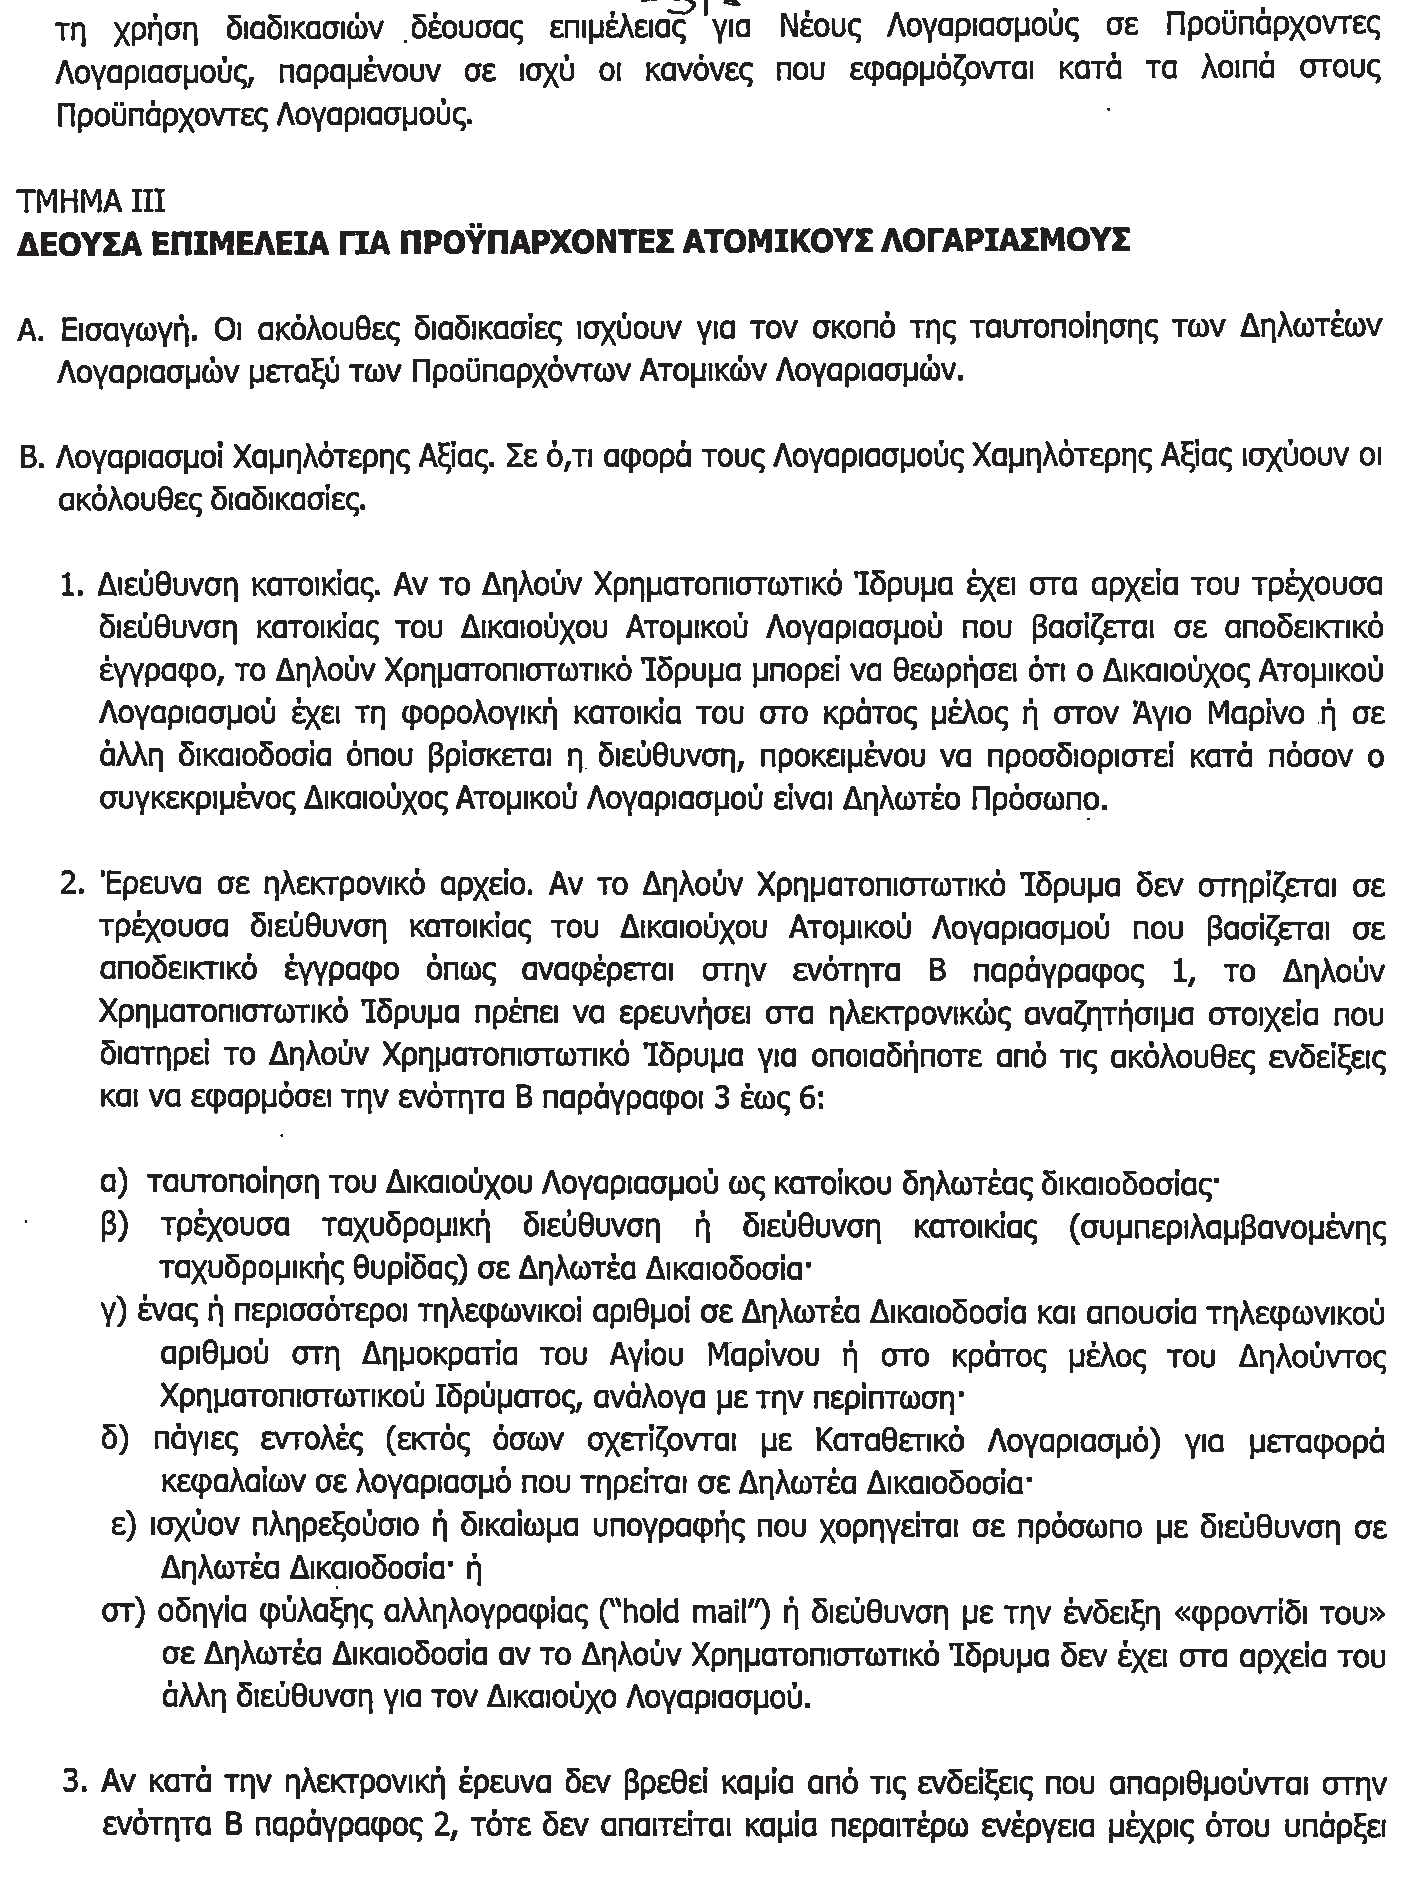 τη χρήση διαδικασιών δέουσας επιμέλειας για Νέους Λογαριασμούς σε Προϋπάρχοντες
Λογαριασμούς, παραμένουν σε ισχύ οι κανόνες που εφαρμόζονται κατά τα λοιπά στους
Προϋπάρχοντες Λογαριασμούς.
ΤΜΗΜΑ ΙΙΙ
ΔΕΟΥΣΑ ΕΠΙΜΕΛΕΙΑ ΓΙΑ ΠΡΟΫΠΑΡΧΟΝΤΕΣ ΑΤΟΜΙΚΟΥΣ ΛΟΓΑΡΙΑΣΜΟΥΣ
Α. Εισαγωγή. Οι ακόλουθες διαδικασίες ισχύουν για τον σκοπό της ταυτοποίησης των Δηλωτέων
Λογαριασμών μεταξύ των Προϋπαρχόντων Ατομικών Λογαριασμών.
Β. Λογαριασμοί Χαμηλότερης Αξίας. Σε ό,τι αφορά τους Λογαριασμούς Χαμηλότερης Αξίας ισχύουν οι
ακόλουθες διαδικασίες.
1. Διεύθυνση κατοικίας. Αν το Δηλούν Χρηματοπιστωτικό Ίδρυμα έχει στα αρχεία του τρέχουσα
διεύθυνση κατοικίας του Δικαιούχου Ατομικού Λογαριασμού που βασίζεται σε αποδεικτικό
έγγραφο, το Δηλούν Χρηματοπιστωτικό Ίδρυμα μπορεί να θεωρήσει ότι ο Δικαιούχος Ατομικού
Λογαριασμού έχει τη φορολογική κατοικία του στο κράτος μέλος ή στον Άγιο Μαρίνο ή σε
άλλη δικαιοδοσία όπου βρίσκεται η διεύθυνση, προκειμένου να προσδιοριστεί κατά πόσον ο
συγκεκριμένος Δικαιούχος Ατομικού Λογαριασμού είναι Δηλωτέο Πρόσωπο.
2. Έρευνα σε ηλεκτρονικό αρχείο. Αν το Δηλούν Χρηματοπιστωτικό Ίδρυμα δεν στηρίζεται σε
τρέχουσα διεύθυνση κατοικίας του Δικαιούχου Ατομικού Λογαριασμού που βασίζεται σε
αποδεικτικό έγγραφο όπως αναφέρεται στην ενότητα Β παράγραφος 1, το Δηλούν
Χρηματοπιστωτικό Ίδρυμα πρέπει να ερευνήσει στα ηλεκτρονικώς αναζητήσιμα στοιχεία που
διατηρεί το Δηλούν Χρηματοπιστωτικό Ίδρυμα για οποιαδήποτε από τις ακόλουθες ενδείξεις
και να εφαρμόσει την ενότητα Β παράγραφοι 3 έως 6:
α) ταυτοποίηση του Δικαιούχου Λογαριασμού ως κατοίκου δηλωτέας δικαιοδοσίας·
β) τρέχουσα ταχυδρομική διεύθυνση ή διεύθυνση κατοικίας (συμπεριλαμβανομένης
ταχυδρομικής θυρίδας) σε Δηλωτέα Δικαιοδοσία·
γ) ένας ή περισσότεροι τηλεφωνικοί αριθμοί σε Δηλωτέα Δικαιοδοσία και απουσία τηλεφωνικού
αριθμού στη Δημοκρατία του Αγίου Μαρίνου ή στο κράτος μέλος του Δηλούντος
Χρηματοπιστωτικού Ιδρύματος, ανάλογα με την περίπτωση·
δ) πάγιες εντολές (εκτός όσων σχετίζονται με Καταθετικό Λογαριασμό) για μεταφορά
κεφαλαίων σε λογαριασμό που τηρείται σε Δηλωτέα Δικαιοδοσία·
ε) ισχύον πληρεξούσιο ή δικαίωμα υπογραφής που χορηγείται σε πρόσωπο με διεύθυνση σε
Δηλωτέα Δικαιοδοσία· ή
στ) οδηγία φύλαξης αλληλογραφίας ("hold mail") ή διεύθυνση με την ένδειξη «φροντίδι του»
σε Δηλωτέα Δικαιοδοσία αν το Δηλούν Χρηματοπιστωτικό Ίδρυμα δεν έχει στα αρχεία του
άλλη διεύθυνση για τον Δικαιούχο Λογαριασμού.
3. Αν κατά την ηλεκτρονική έρευνα δεν βρεθεί καμία από τις ενδείξεις που απαριθμούνται στην
ενότητα Β παράγραφος 2, τότε δεν απαιτείται καμία περαιτέρω ενέργεια μέχρις ότου υπάρξει